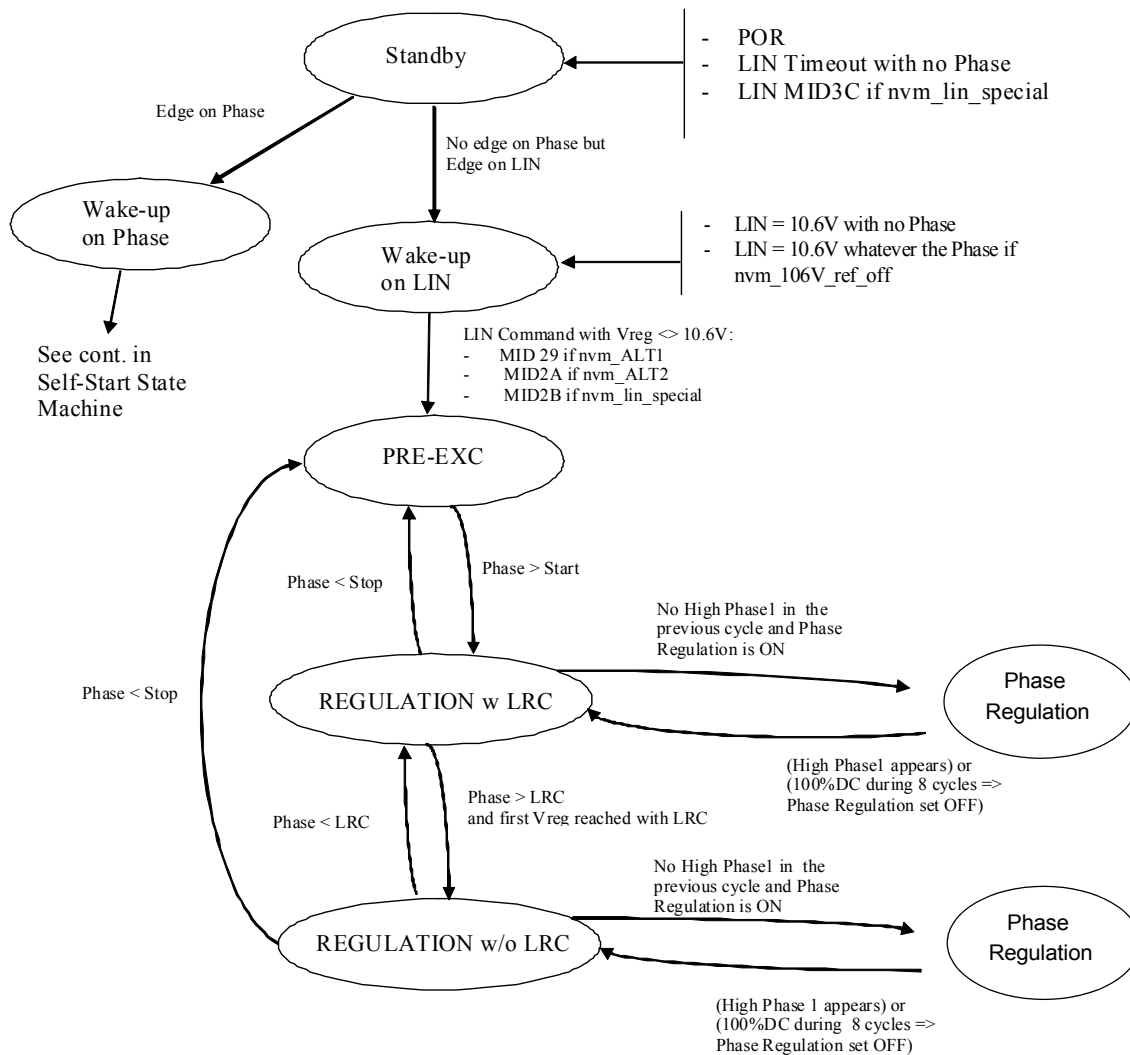 Standby
- POR
- LIN Timeout with no Phase
- LIN MID3C if nvm_lin_special
Edge on Phase
No edge on Phase but
Edge on LIN
Wake-up
on Phase
Wake-up
on LIN
- LIN = 10.6V with no Phase
- LIN = 10.6V whatever the Phase if
nvm_106V_ref_off
See cont. in
Self-Start State
Machine
LIN Command with Vreg <> 10.6V:
- MID 29 if nvm_ALT1
- MID2A if nvm_ALT2
- MID2B if nvm_lin_special
PRE-EXC
Phase < Stop
Phase > Start
No High Phase1 in the
previous cycle and Phase
Regulation is ON
Phase < Stop
REGULATION w LRC
Phase
Regulation
(High Phase1 appears) or
(100%DC during 8 cycles =>
Phase Regulation set OFF)
Phase < LRC
Phase > LRC
and first Vreg reached with LRC
No High Phase1 in the
previous cycle and Phase
Regulation is ON
REGULATION w/o LRC
Phase
Regulation
(High Phase 1 appears) or
(100%DC during 8 cycles =>
Phase Regulation set OFF)